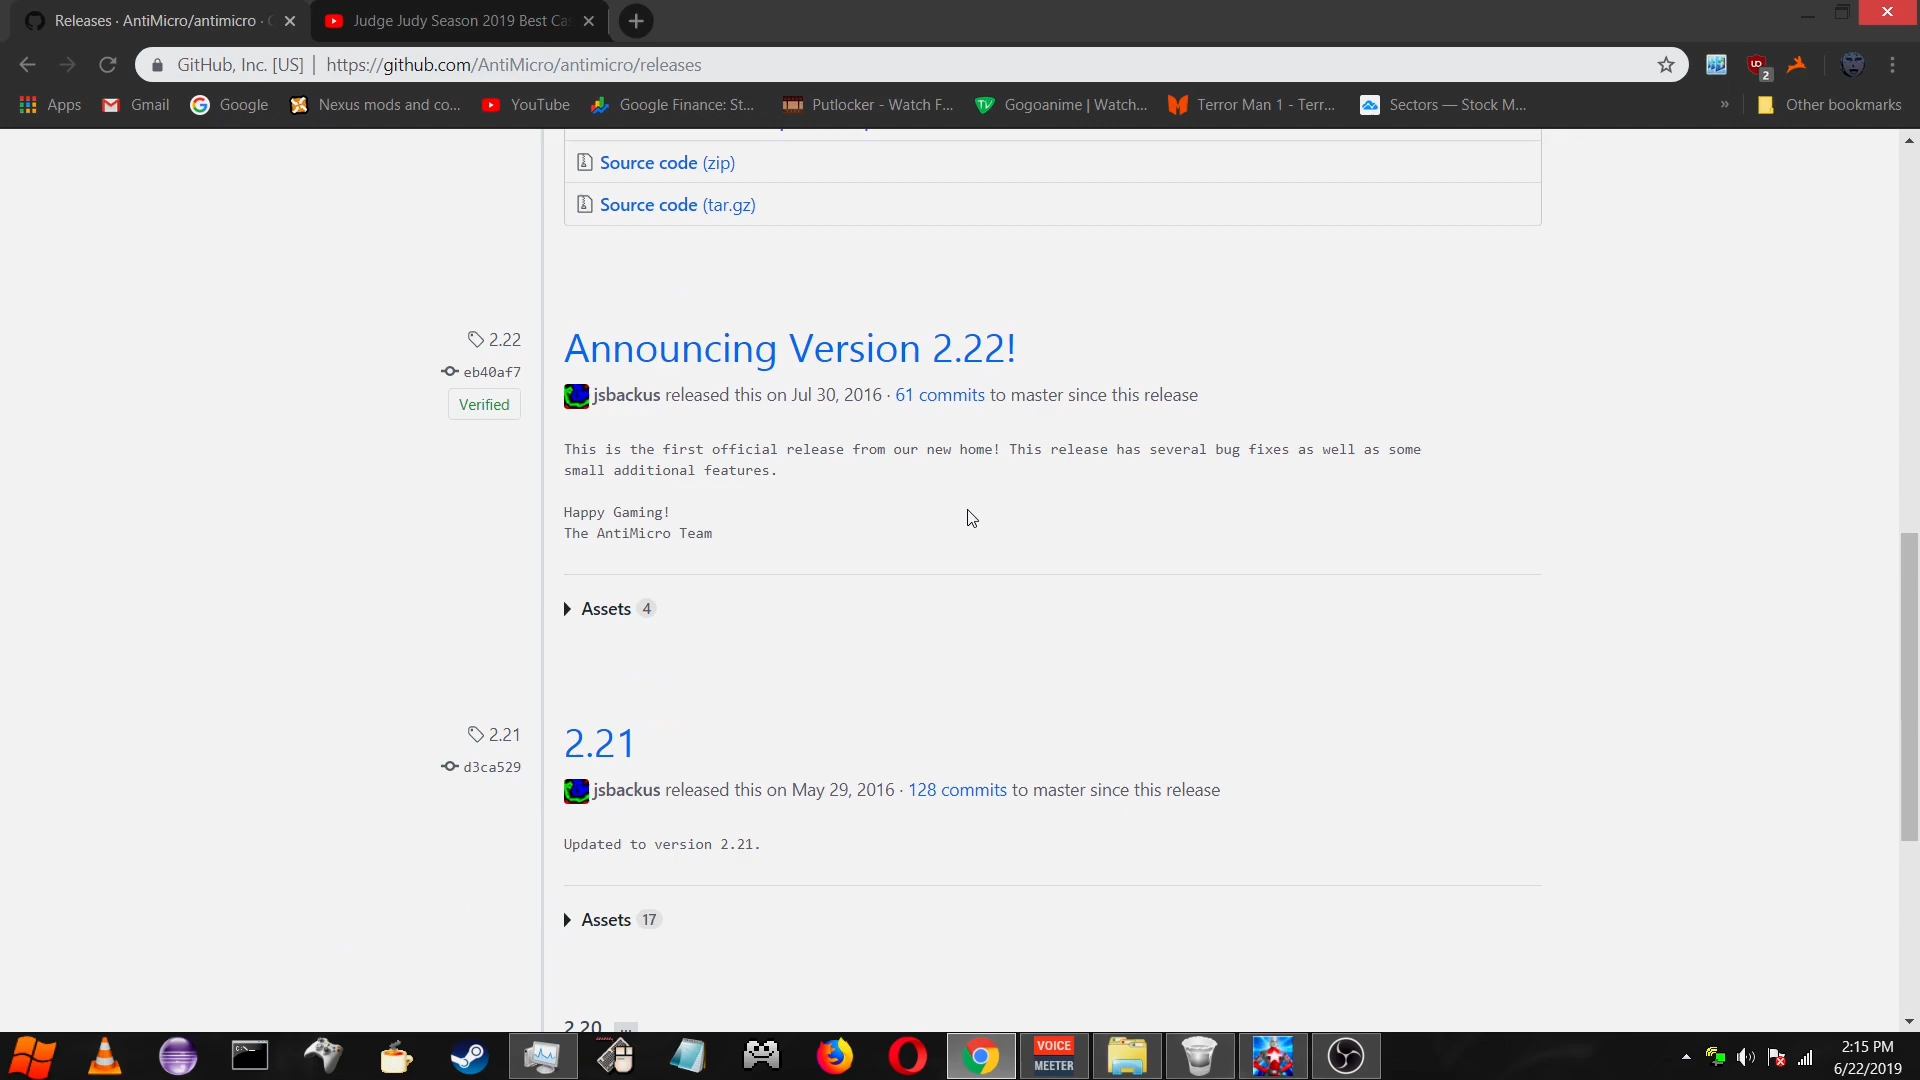 Releases · AntiMicro/antimicro ·
Judge Judy Season 2019 Best Ca
GitHub, Inc. [US] | https://github.com/AntiMicro/antimicro/releases
UD
2
Apps
Gmail
Google
Nexus mods and co...
YouTube
Google Finance: St...
Putlocker - Watch F...
Gogoanime | Watch...
Terror Man 1 - Terr...
Sectors — Stock M...
»
Other bookmarks
Source code (zip)
Source code (tar.gz)
2.22
eb40af7
Verified
Announcing Version 2.22!
jsbackus released this on Jul 30, 2016 · 61 commits to master since this release
This is the first official release from our new home! This release has several bug fixes as well as some
small additional features.
Happy Gaming!
The AntiMicro Team
Assets 4
2.21
d3ca529
2.21
jsbackus released this on May 29, 2016 · 128 commits to master since this release
Updated to version 2.21.
Assets 17
2.20 ...
VOICE
MEETER
2:15 PM
6/22/2019